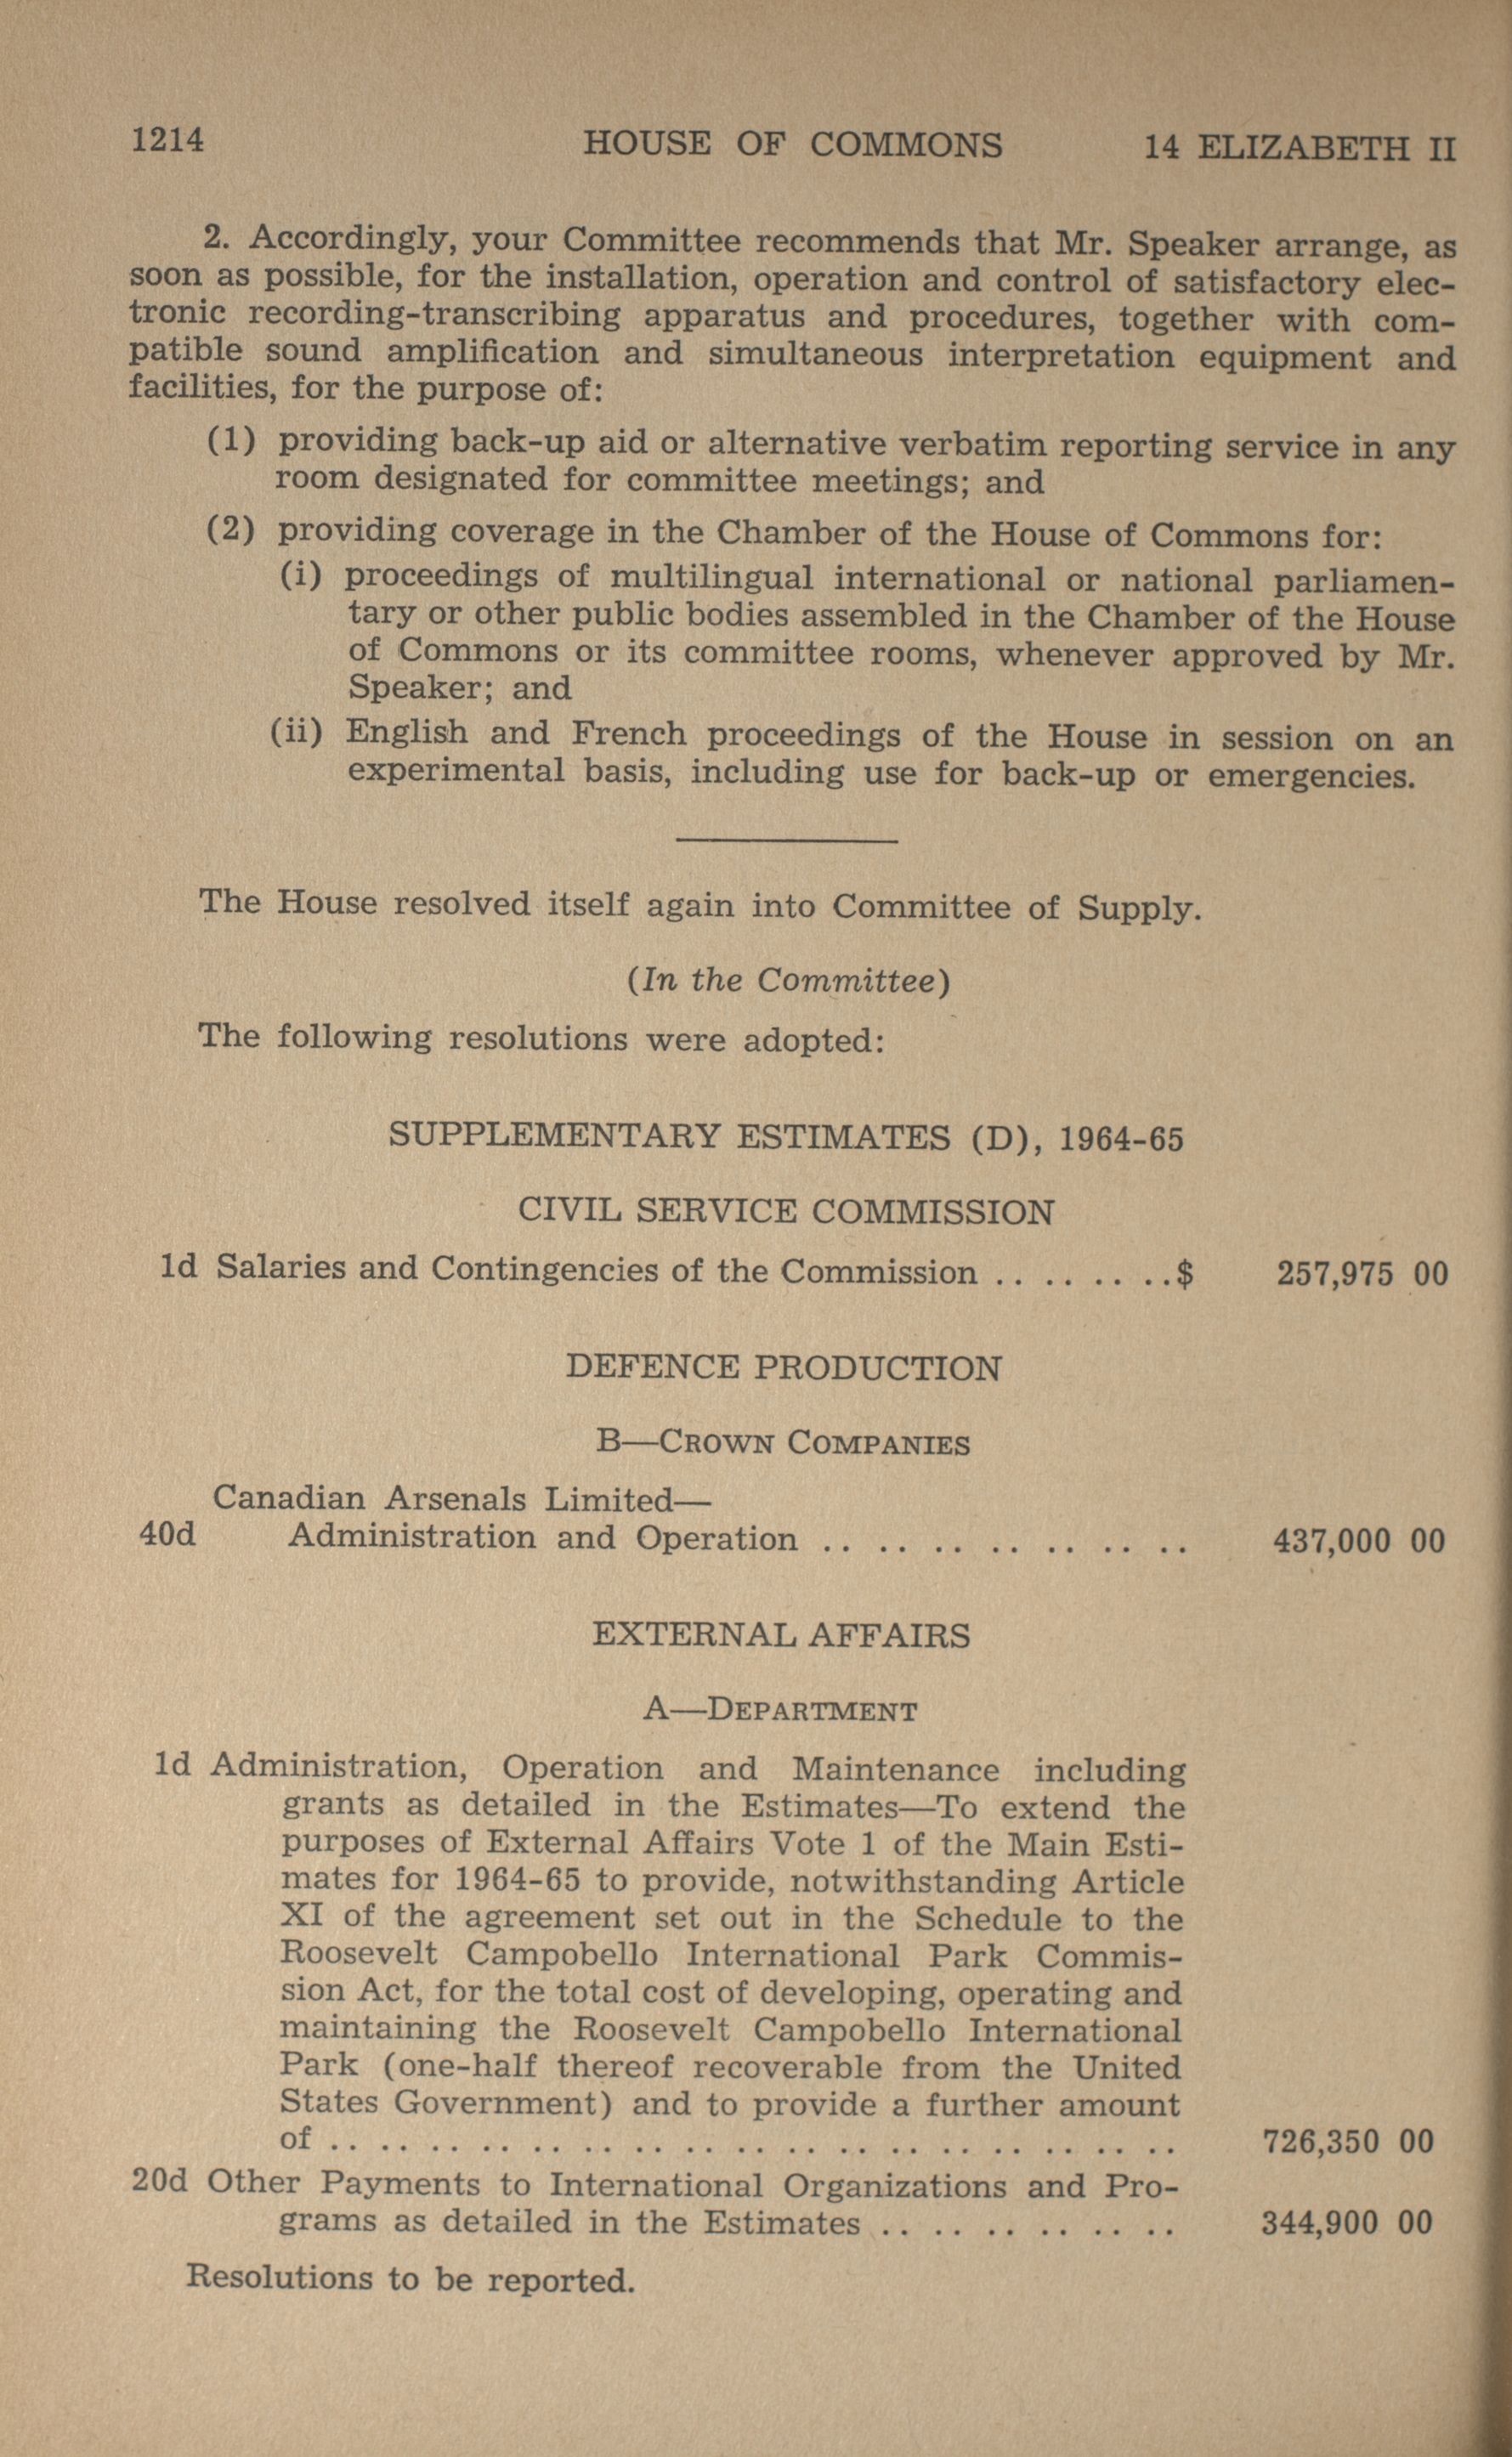 1214 HOUSE OF COMMONS 14 ELIZABETH II
2. Accordingly, your Committee recommends that Mr. Speaker arrange, as
soon as possible, for the installation, operation and control of satisfactory elec-
tronic recording-transcribing apparatus and procedures, together with com-
patible sound amplification and simultaneous interpretation equipment and
facilities, for the purpose of:
(1) providing back-up aid or alternative verbatim reporting service in any
room designated for committee meetings; and
(2) providing coverage in the Chamber of the House of Commons for:
(i) proceedings of multilingual international or national parliamen-
tary or other public bodies assembled in the Chamber of the House
of Commons or its committee rooms, whenever approved by Mr.
Speaker; and
(ii) English and French proceedings of the House in session on an
experimental basis, including use for back-up or emergencies.
The House resolved itself again into Committee of Supply.
(In the Committee)
The following resolutions were adopted:
SUPPLEMENTARY ESTIMATES (D), 1964-65
CIVIL SERVICE COMMISSION
1d Salaries and Contingencies of the Commission . . . . . . . . $ 257,975 00
DEFENCE PRODUCTION
B—CROWN COMPANIES
Canadian Arsenals Limited—
40d Administration and Operation . . . . . . . . . . . . . . 437,000 00
EXTERNAL AFFAIRS
A—DEPARTMENT
1d Administration, Operation and Maintenance including
grants as detailed in the Estimates—To extend the
purposes of External Affairs Vote 1 of the Main Esti-
mates for 1964-65 to provide, notwithstanding Article
XI of the agreement set out in the Schedule to the
Roosevelt Campobello International Park Commis-
sion Act, for the total cost of developing, operating and
maintaining the Roosevelt Campobello International
Park (one-half thereof recoverable from the United
States Government) and to provide a further amount
of . . . . . . . . . . . . . . . . . . . . . . . . . . . . . . . . . . 726,350 00
20d Other Payments to International Organizations and Pro-
grams as detailed in the Estimates . . . . . . . . . . . . 344,900 00
Resolutions to be reported.